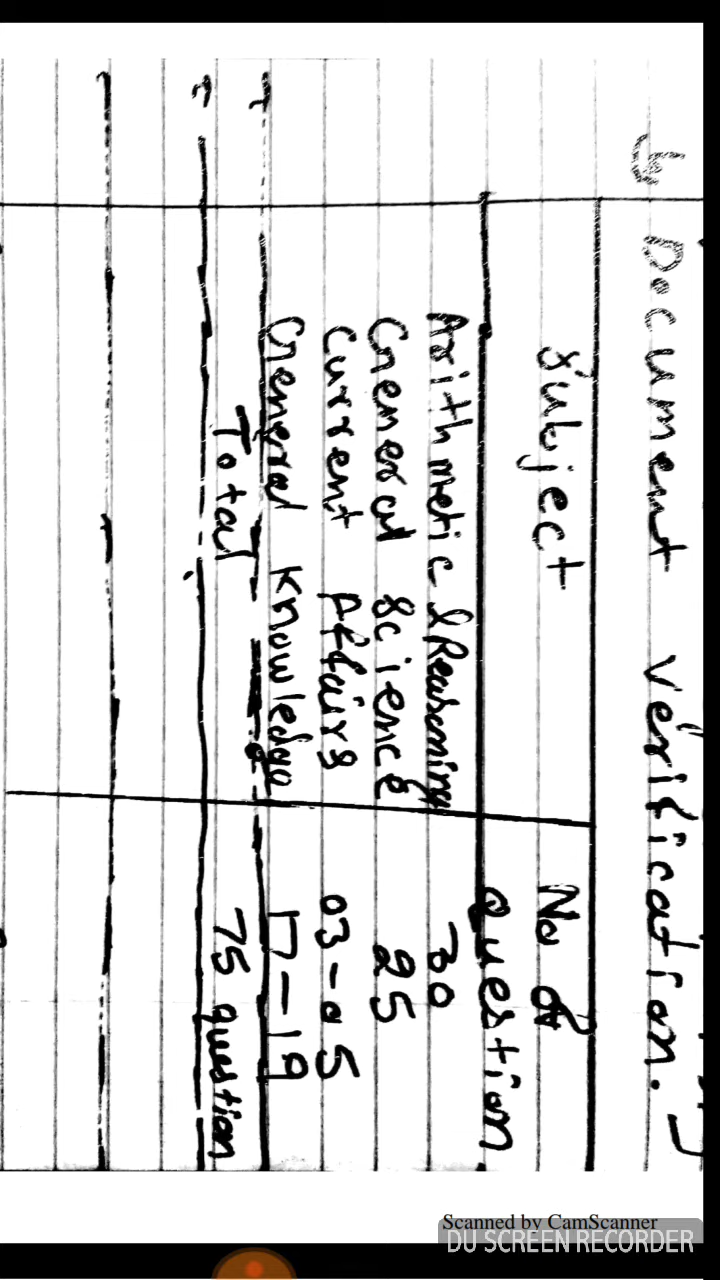 Document verification.
Subject No of question
Arithmetic & Reasoning 30
General Science 25
Current Affairs 03-05
General Knowledge 17-19
Total 75 question
Scanned by CamScanner
DU SCREEN RECORDER